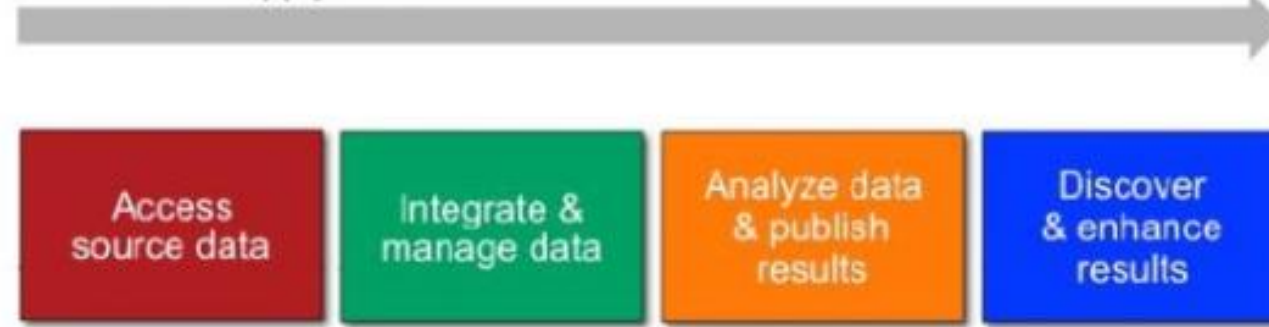 Access
source data
Integrate &
manage data
Analyze data
& publish
results
Discover
& enhance
results